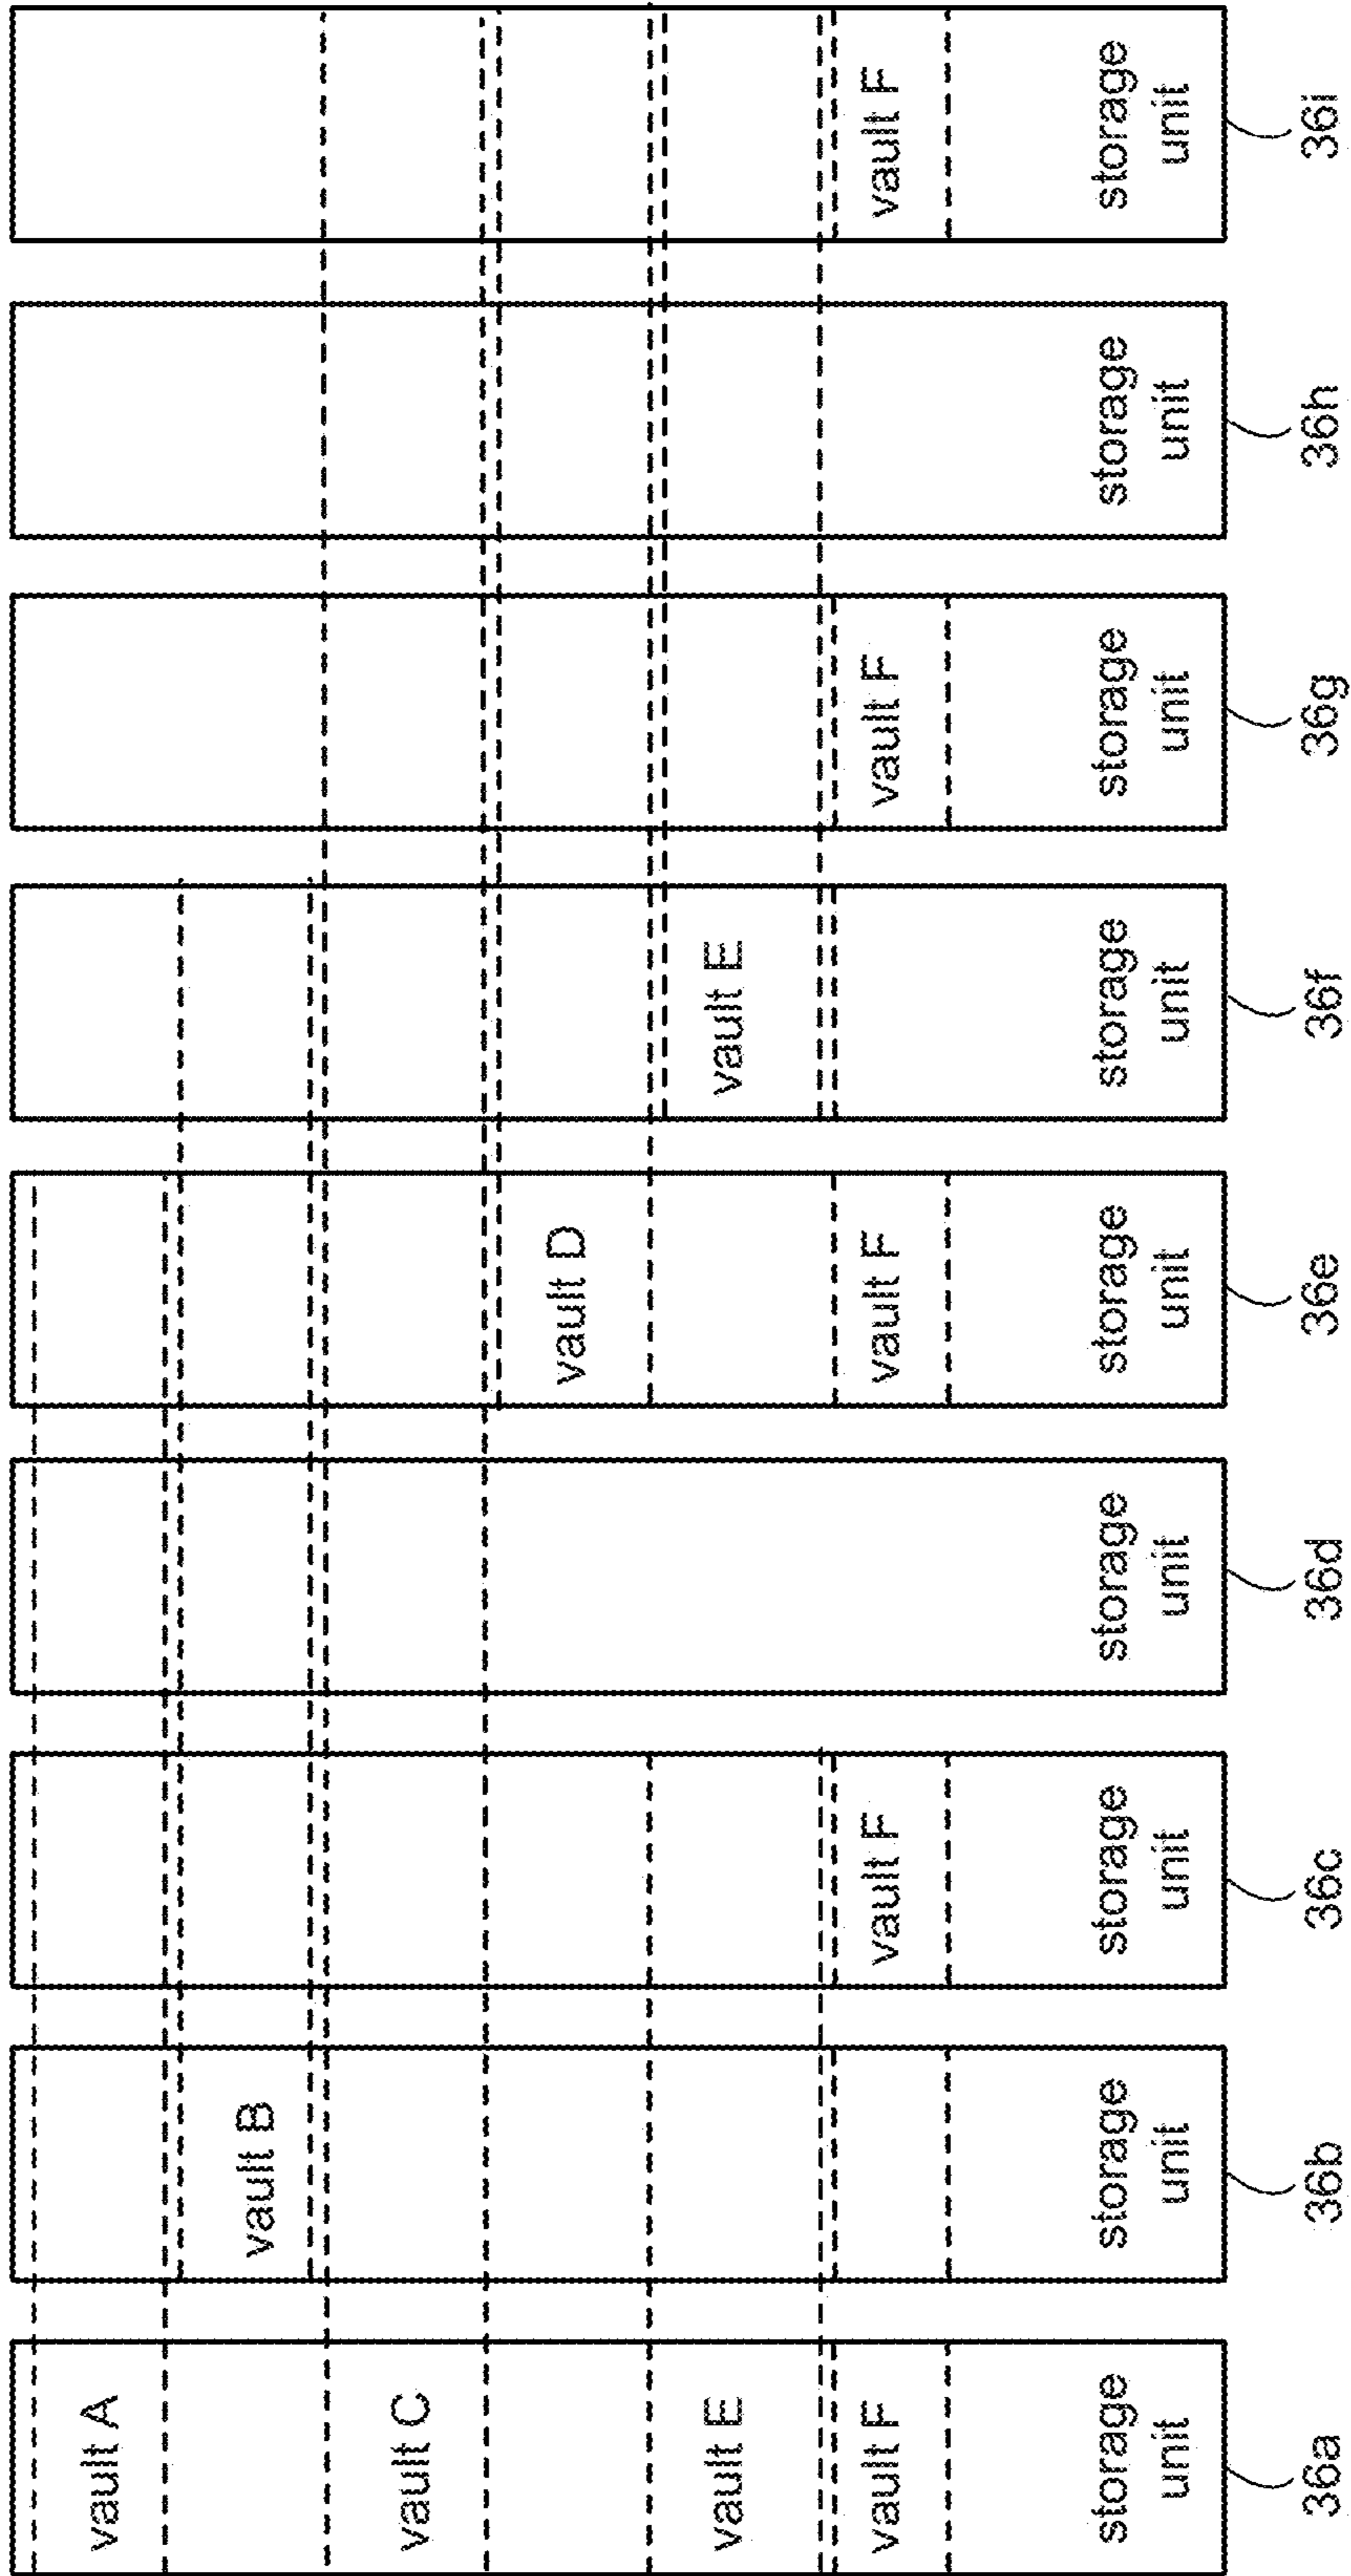 vault A
vault B
vault C
vault D
vault E vault E
vault F vault F vault F vault F vault F
storage storage storage storage storage storage storage storage storage
unit unit unit unit unit unit unit unit unit
36a 36b 36c 36d 36e 36f 36g 36h 36i